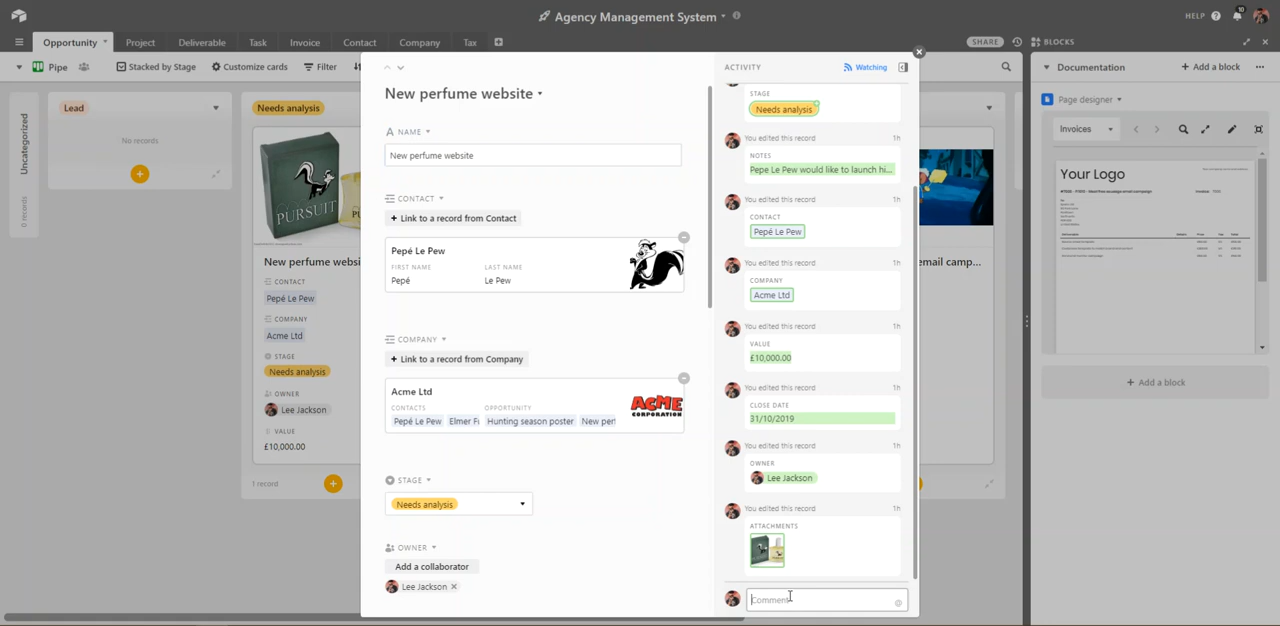 Agency Management System
HELP
10
Opportunity
Project
Deliverable
Task
Invoice
Contact
Company
Tax
SHARE
BLOCKS
Pipe
Stacked by Stage
Customize cards
Filter
Documentation
+ Add a block
Page designer
Invoices
Your Logo
+ Add a block
Uncategorized
0 records
Lead
No records
Needs analysis
PURSUIT
New perfume websi
CONTACT
Pepé Le Pew
COMPANY
Acme Ltd
STAGE
Needs analysis
OWNER
Lee Jackson
VALUE
£10,000.00
1 record
email camp...
New perfume website
NAME
New perfume website
CONTACT
+ Link to a record from Contact
Pepé Le Pew
FIRST NAME LAST NAME
Pepé Le Pew
COMPANY
+ Link to a record from Company
Acme Ltd
CONTACTS OPPORTUNITY
Pepé Le Pew Elmer F Hunting season poster New per
ACME
CORPORATION
STAGE
Needs analysis
OWNER
Add a collaborator
Lee Jackson
ACTIVITY
Watching
STAGE
Needs analysis
You edited this record 1h
NOTES
Pepe Le Pew would like to launch hi...
You edited this record 1h
CONTACT
Pepé Le Pew
You edited this record 1h
COMPANY
Acme Ltd
You edited this record 1h
VALUE
£10,000.00
You edited this record 1h
CLOSE DATE
31/10/2019
You edited this record 1h
OWNER
Lee Jackson
You edited this record 1h
ATTACHMENTS
Comment
@